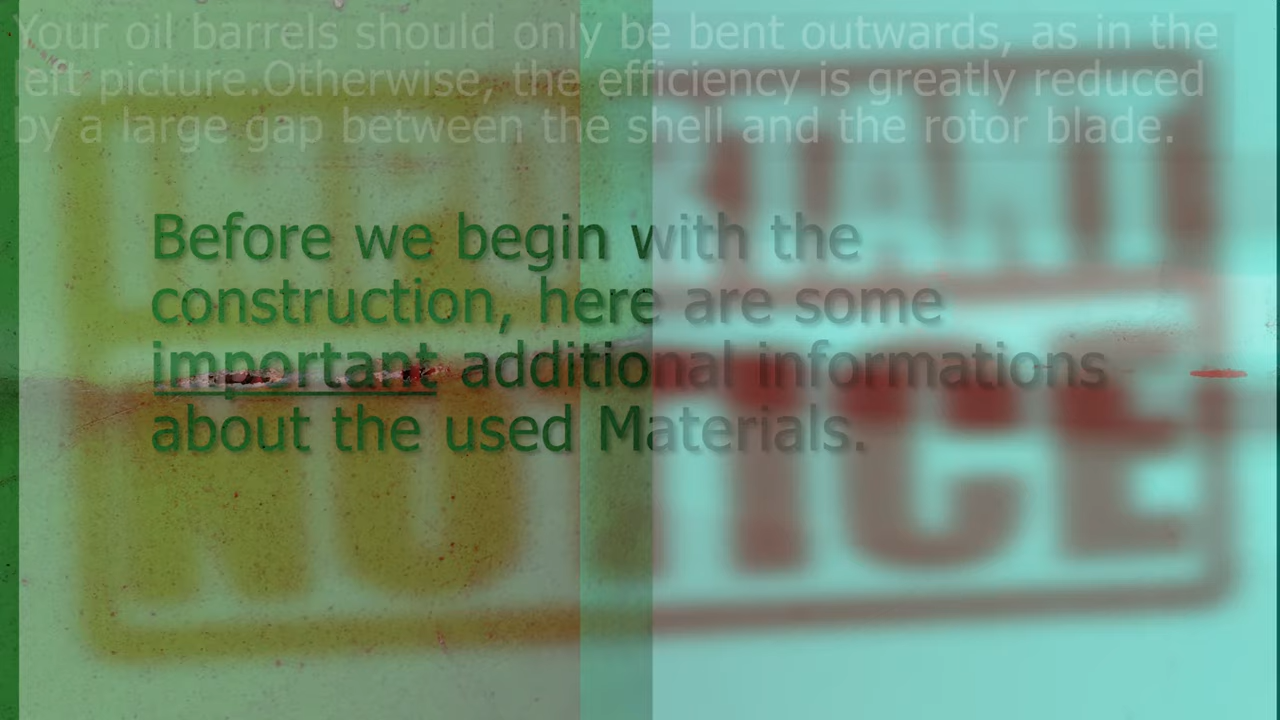 Your oil barrels should only be bent outwards, as in the
left picture.Otherwise, the efficiency is greatly reduced
by a large gap between the shell and the rotor blade.
IMPORTANT
Before we begin with the
construction, here are some
important additional informations
about the used Materials.
NOTICE